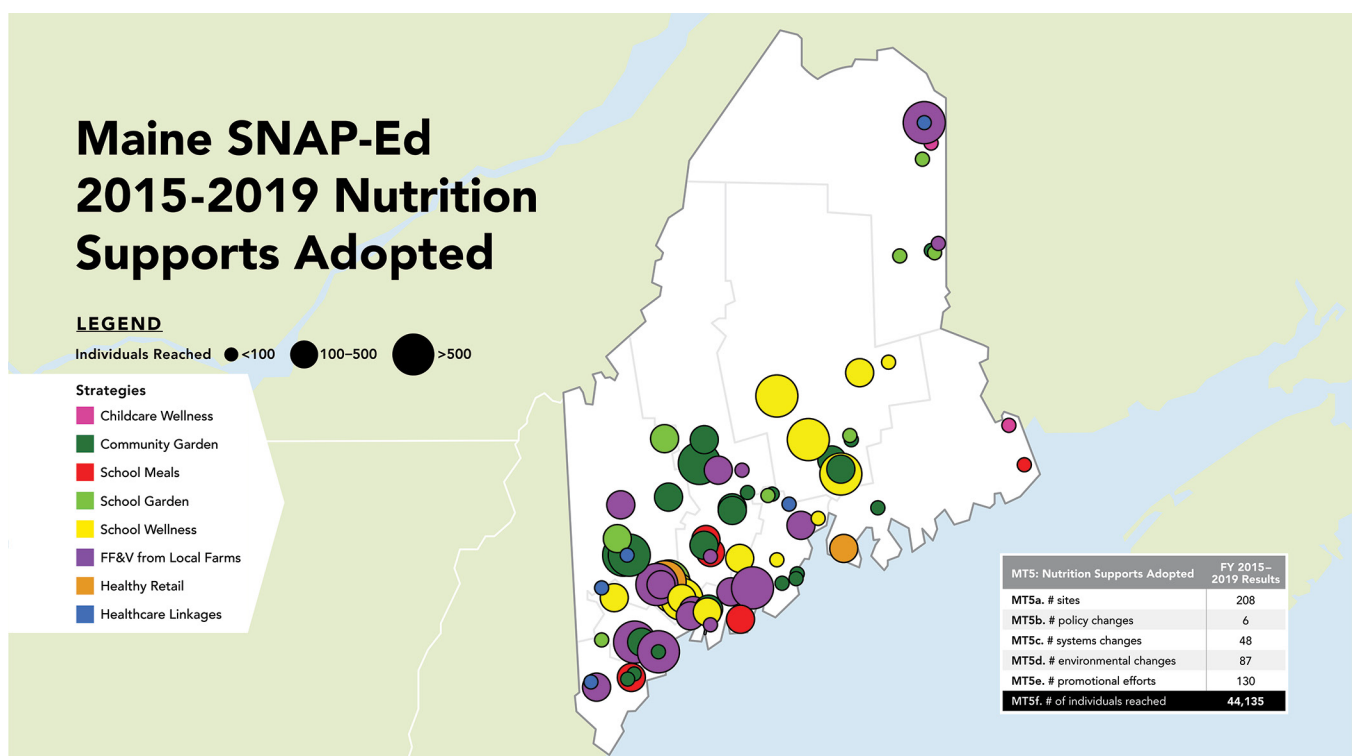 Maine SNAP-Ed
2015-2019 Nutrition
Supports Adopted
LEGEND
Individuals Reached <100 100–500 >500
Strategies
Childcare Wellness
Community Garden
School Meals
School Garden
School Wellness
FF&V from Local Farms
Healthy Retail
Healthcare Linkages
MT5: Nutrition Supports Adopted FY 2015–
2019 Results
MT5a. # sites 208
MT5b. # policy changes 6
MT5c. # systems changes 48
MT5d. # environmental changes 87
MT5e. # promotional efforts 130
MT5f. # of individuals reached 44,135